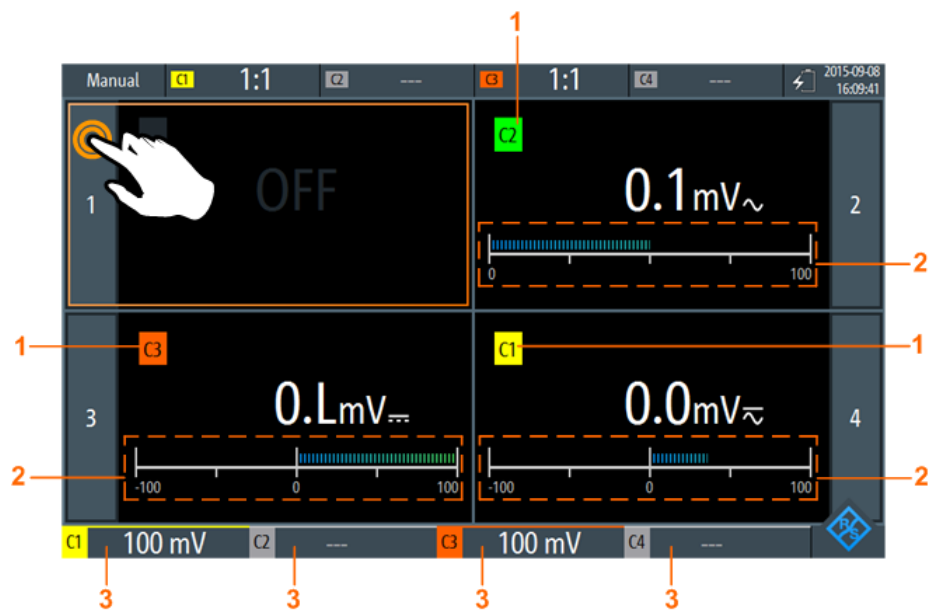 1
Manual C1 1:1 C2 --- C3 1:1 C4 --- 2015-09-08
16:09:41
1
OFF
C2
0.1mV
0 100
2
2
1
C3
0.LmV
-100 0 100
3
2
C1
1
0.0mV
-100 0 100
4
2
C1 100 mV C2 --- C3 100 mV C4 --- R&S
3 3 3 3